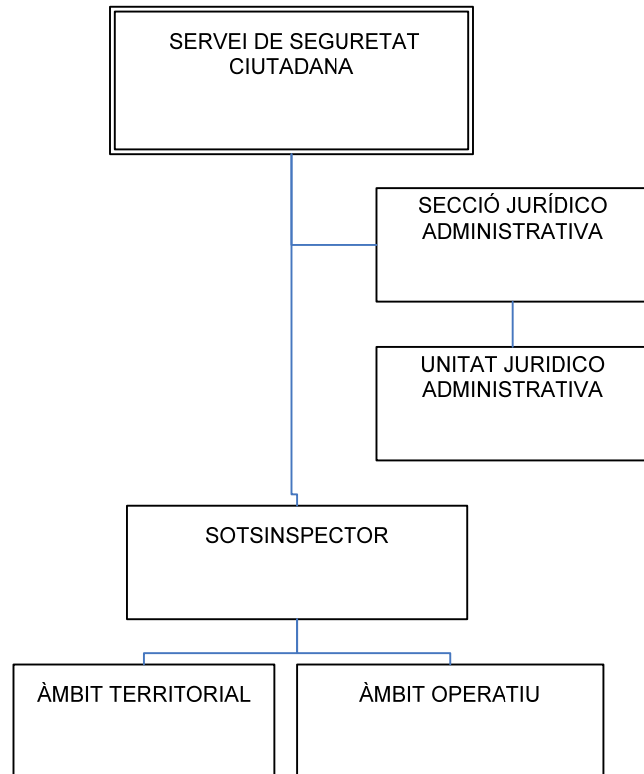 SERVEI DE SEGURETAT
CIUTADANA
SECCIÓ JURÍDICO
ADMINISTRATIVA
UNITAT JURIDICO
ADMINISTRATIVA
SOTSINSPECTOR
ÀMBIT TERRITORIAL
ÀMBIT OPERATIU